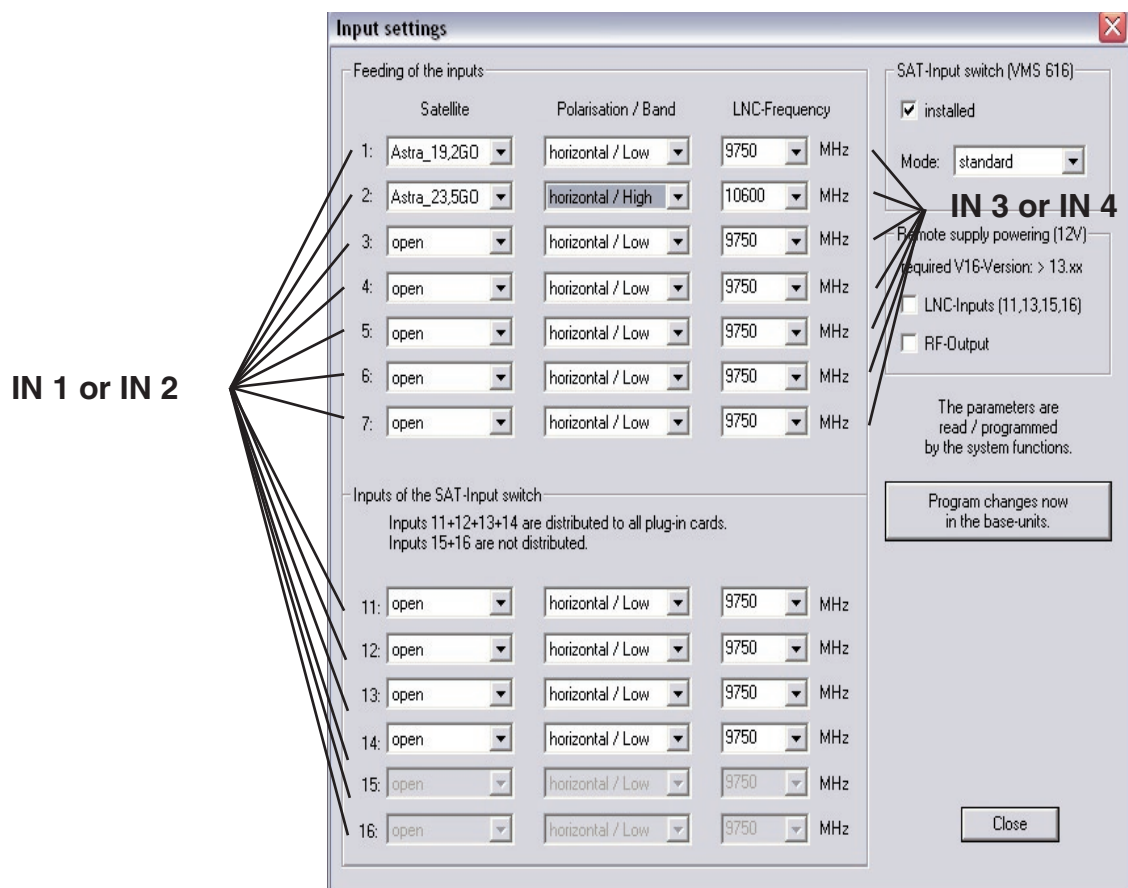 Input settings
Feeding of the inputs
Satellite Polarisation / Band LNC-Frequency
1: Astra_19,2GO horizontal / Low 9750 MHz
2: Astra_23,5GO horizontal / High 10600 MHz
3: open horizontal / Low 9750 MHz
4: open horizontal / Low 9750 MHz
5: open horizontal / Low 9750 MHz
6: open horizontal / Low 9750 MHz
7: open horizontal / Low 9750 MHz
IN 1 or IN 2
IN 3 or IN 4
SAT-Input switch (VMS 616)
installed
Mode: standard
Remote supply powering (12V)
required V16-Version: > 13.xx
LNC-Inputs (11,13,15,16)
RF-Output
The parameters are
read / programmed
by the system functions.
Program changes now
in the base-units.
Inputs of the SAT-Input switch
Inputs 11+12+13+14 are distributed to all plug-in cards.
Inputs 15+16 are not distributed.
11: open horizontal / Low 9750 MHz
12: open horizontal / Low 9750 MHz
13: open horizontal / Low 9750 MHz
14: open horizontal / Low 9750 MHz
15: open horizontal / Low 9750 MHz
16: open horizontal / Low 9750 MHz
Close